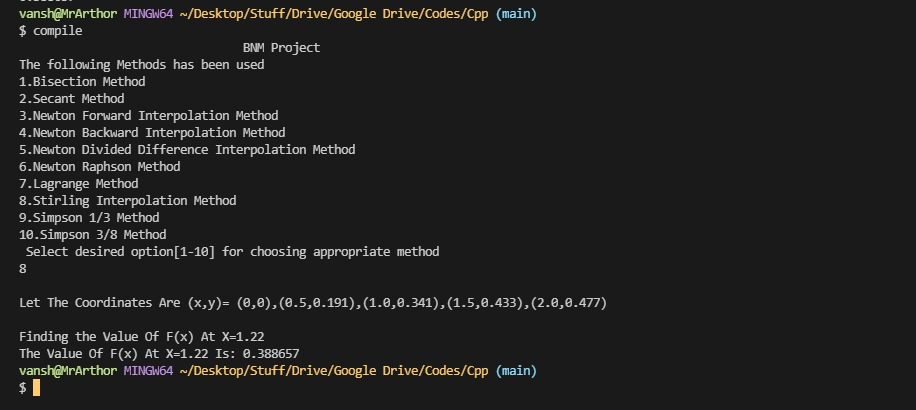 vansh@MrArthor MINGW64 ~/Desktop/Stuff/Drive/Google Drive/Codes/Cpp (main)
$ compile
BNM Project
The following Methods has been used
1.Bisection Method
2.Secant Method
3.Newton Forward Interpolation Method
4.Newton Backward Interpolation Method
5.Newton Divided Difference Interpolation Method
6.Newton Raphson Method
7.Lagrange Method
8.Stirling Interpolation Method
9.Simpson 1/3 Method
10.Simpson 3/8 Method
Select desired option[1-10] for choosing appropriate method
8
Let The Coordinates Are (x,y)= (0,0),(0.5,0.191),(1.0,0.341),(1.5,0.433),(2.0,0.477)
Finding the Value Of F(x) At X=1.22
The Value Of F(x) At X=1.22 Is: 0.388657
vansh@MrArthor MINGW64 ~/Desktop/Stuff/Drive/Google Drive/Codes/Cpp (main)
$